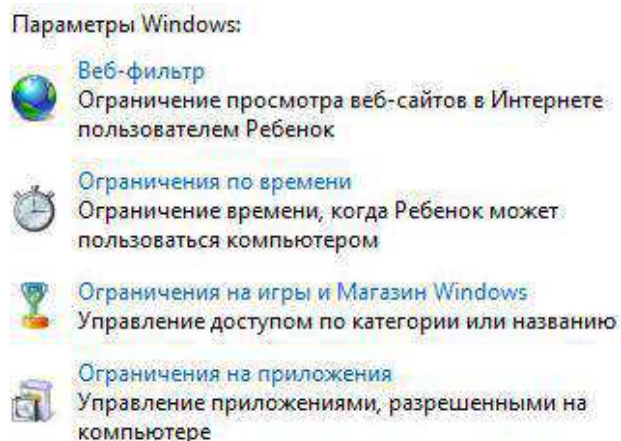 Параметры Windows:
Веб-фильтр
Ограничение просмотра веб-сайтов в Интернете
пользователем Ребенок
Ограничения по времени
Ограничение времени, когда Ребенок может
пользоваться компьютером
Ограничения на игры и Магазин Windows
Управление доступом по категории или названию
Ограничения на приложения
Управление приложениями, разрешенными на
компьютере